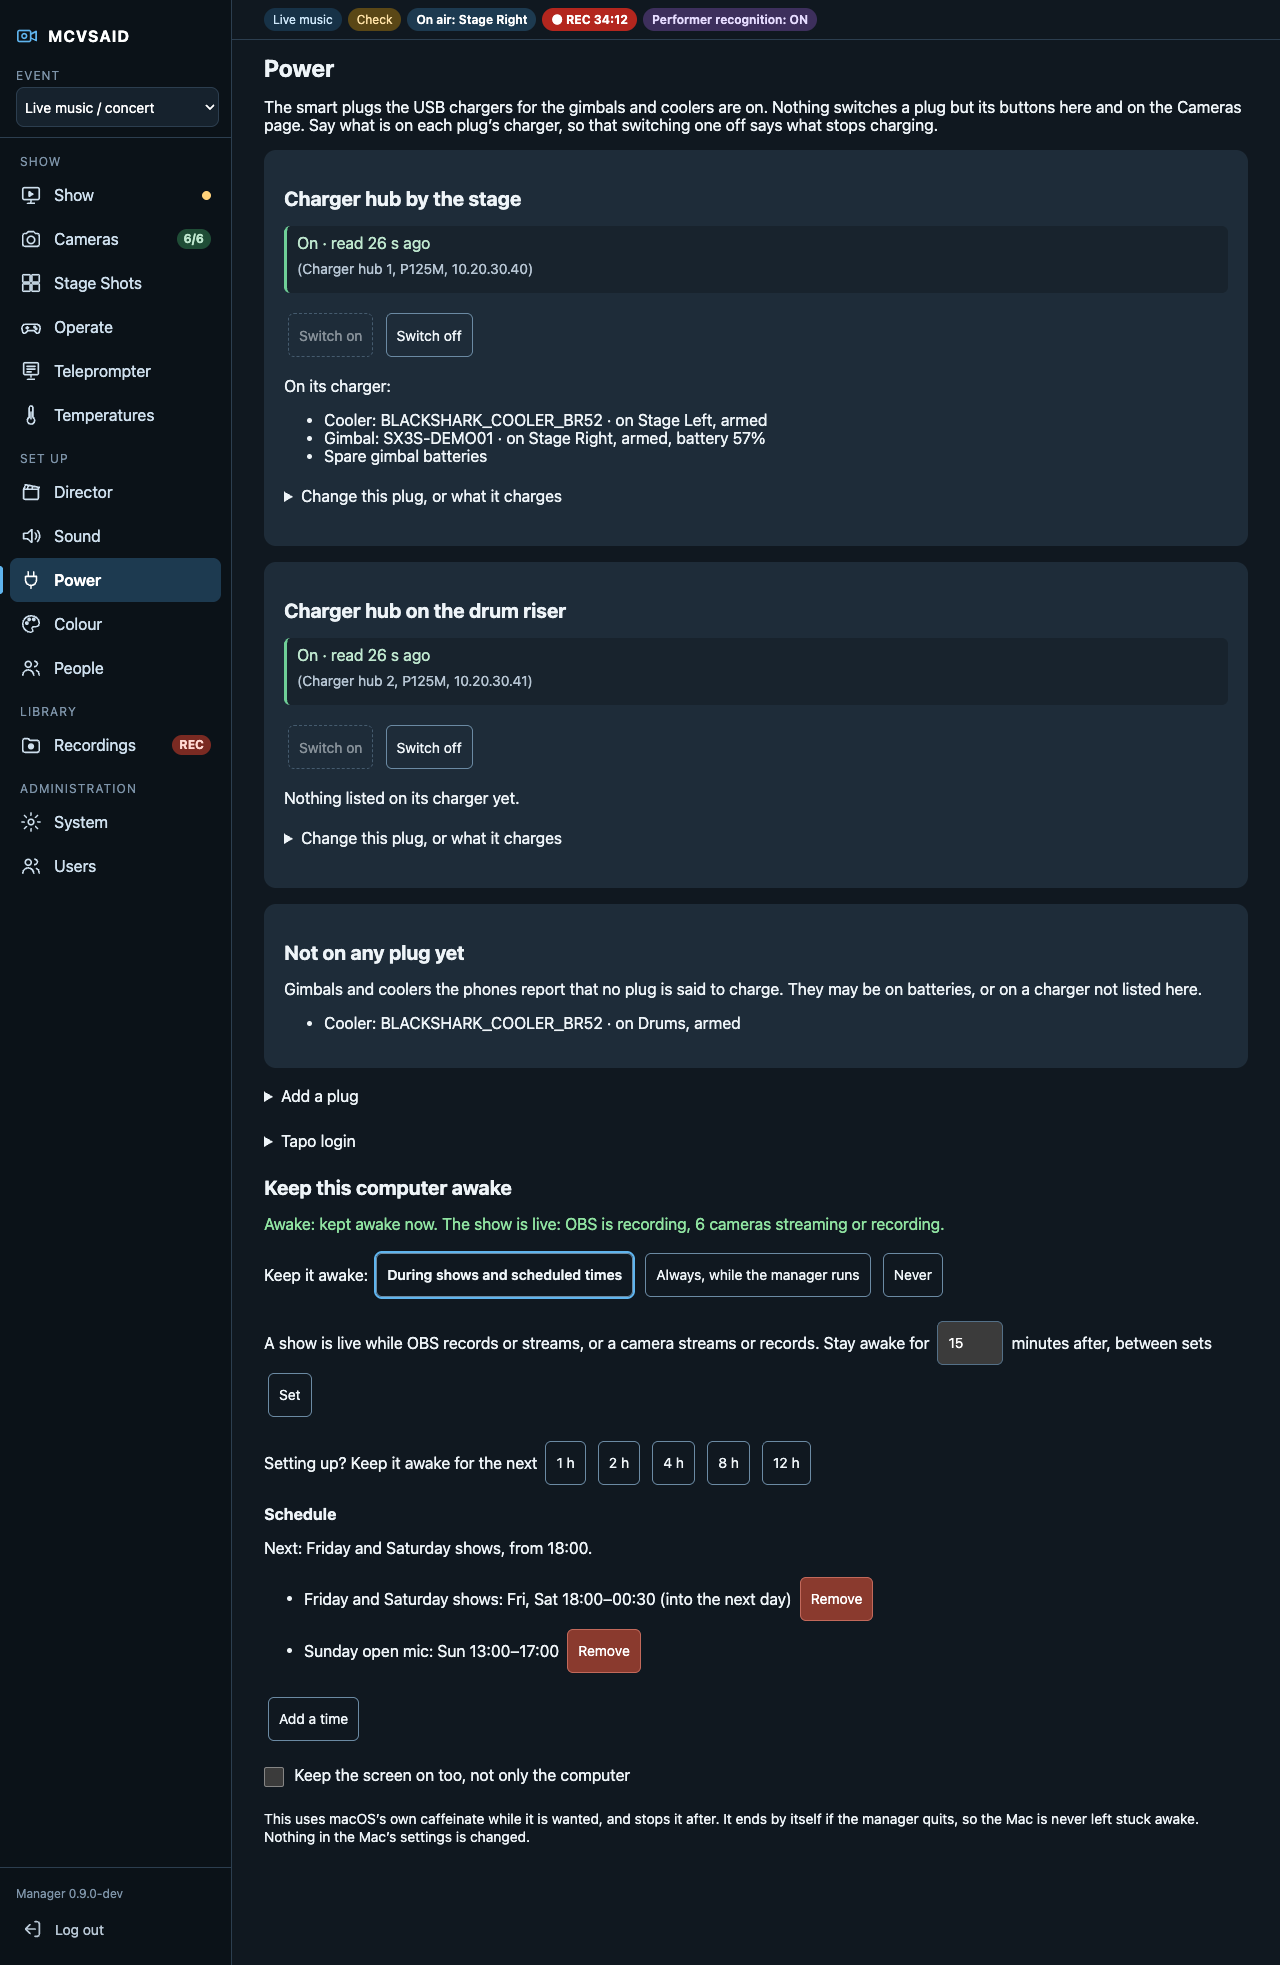 MCVSAID
EVENT
Live music / concert
SHOW
Show
Cameras
6/6
Stage Shots
Operate
Teleprompter
Temperatures
SET UP
Director
Sound
Power
Colour
People
LIBRARY
Recordings
REC
ADMINISTRATION
System
Users
Manager 0.9.0-dev
Log out
Live music
Check
On air: Stage Right
REC 34:12
Performer recognition: ON
Power
The smart plugs the USB chargers for the gimbals and coolers are on. Nothing switches a plug but its buttons here and on the Cameras
page. Say what is on each plug’s charger, so that switching one off says what stops charging.
Charger hub by the stage
On · read 26 s ago
(Charger hub 1, P125M, 10.20.30.40)
Switch on
Switch off
On its charger:
• Cooler: BLACKSHARK_COOLER_BR52 · on Stage Left, armed
• Gimbal: SX3S-DEMO01 · on Stage Right, armed, battery 57%
• Spare gimbal batteries
Change this plug, or what it charges
Charger hub on the drum riser
On · read 26 s ago
(Charger hub 2, P125M, 10.20.30.41)
Switch on
Switch off
Nothing listed on its charger yet.
Change this plug, or what it charges
Not on any plug yet
Gimbals and coolers the phones report that no plug is said to charge. They may be on batteries, or on a charger not listed here.
• Cooler: BLACKSHARK_COOLER_BR52 · on Drums, armed
Add a plug
Tapo login
Keep this computer awake
Awake: kept awake now. The show is live: OBS is recording, 6 cameras streaming or recording.
Keep it awake:
During shows and scheduled times
Always, while the manager runs
Never
A show is live while OBS records or streams, or a camera streams or records. Stay awake for 15 minutes after, between sets
Set
Setting up? Keep it awake for the next
1 h
2 h
4 h
8 h
12 h
Schedule
Next: Friday and Saturday shows, from 18:00.
• Friday and Saturday shows: Fri, Sat 18:00–00:30 (into the next day)
Remove
• Sunday open mic: Sun 13:00–17:00
Remove
Add a time
Keep the screen on too, not only the computer
This uses macOS’s own caffeinate while it is wanted, and stops it after. It ends by itself if the manager quits, so the Mac is never left stuck awake.
Nothing in the Mac’s settings is changed.